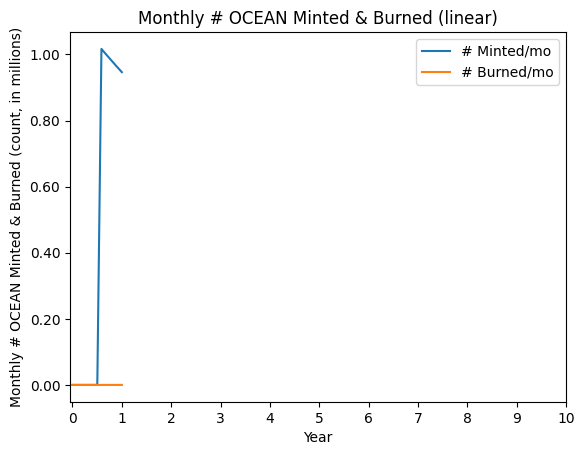 Monthly # OCEAN Minted & Burned (linear)
Monthly # OCEAN Minted & Burned (count, in millions)
# Minted/mo
# Burned/mo
1.00
0.80
0.60
0.40
0.20
0.00
0 1 2 3 4 5 6 7 8 9 10
Year